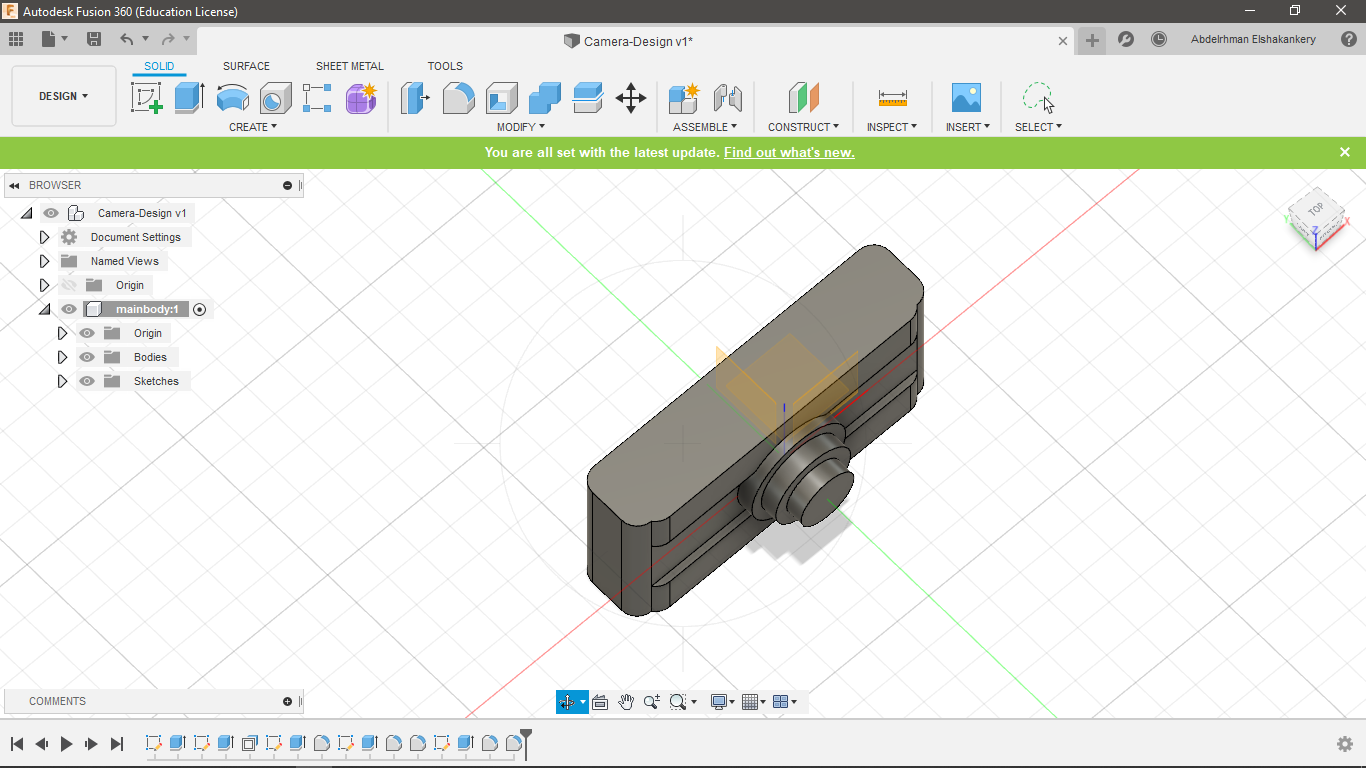 Autodesk Fusion 360 (Education License)
Camera-Design v1*
Abdelrhman Elshakankery
SOLID SURFACE SHEET METAL TOOLS
DESIGN
CREATE MODIFY ASSEMBLE CONSTRUCT INSPECT INSERT SELECT
You are all set with the latest update. Find out what's new.
BROWSER
Camera-Design v1
Document Settings
Named Views
Origin
mainbody:1
Origin
Bodies
Sketches
TOP
Z
X
Y
COMMENTS